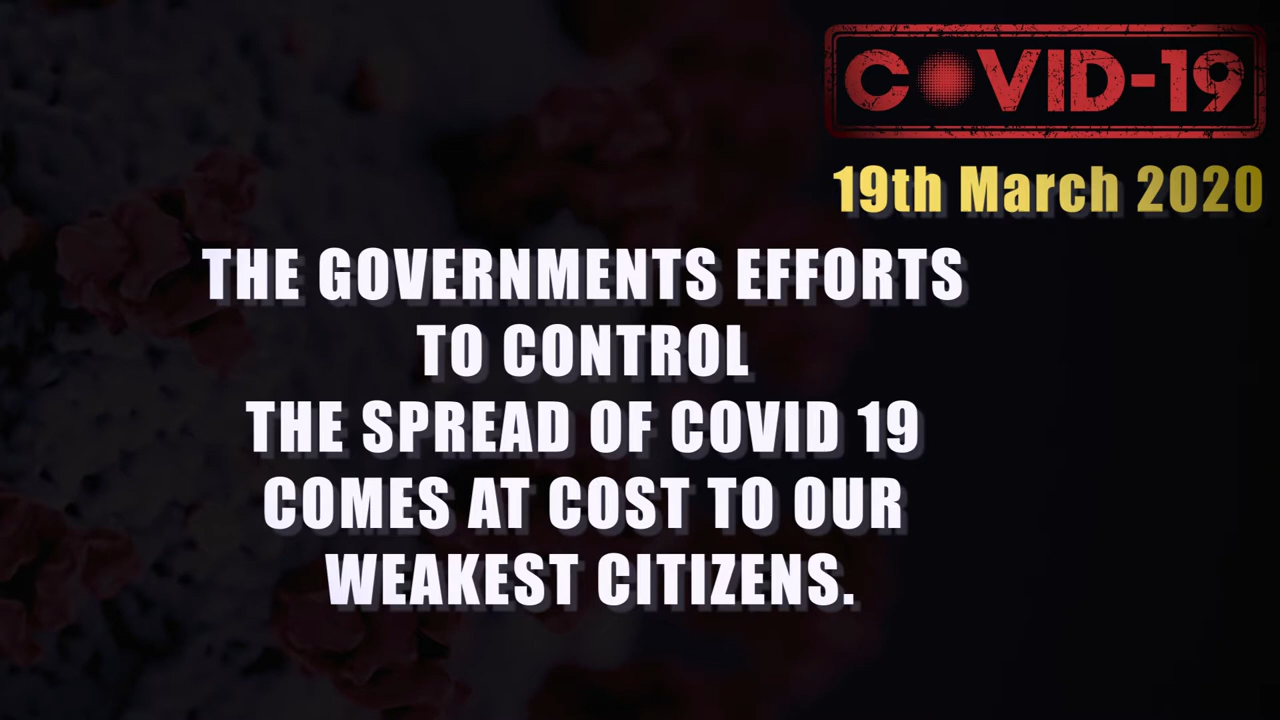 COVID-19
19th March 2020
THE GOVERNMENTS EFFORTS
TO CONTROL
THE SPREAD OF COVID 19
COMES AT COST TO OUR
WEAKEST CITIZENS.